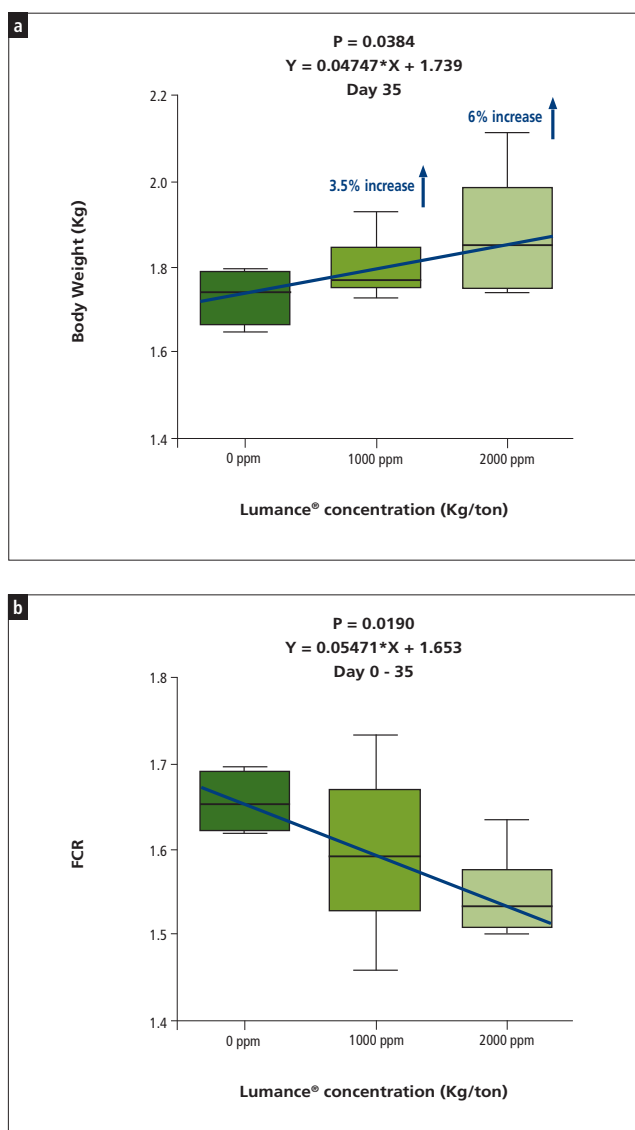 a
P = 0.0384
Y = 0.04747*X + 1.739
Day 35
2.2
2.0
1.8
1.6
1.4
Body Weight (Kg)
3.5% increase
6% increase
0 ppm
1000 ppm
2000 ppm
Lumance® concentration (Kg/ton)
b
P = 0.0190
Y = 0.05471*X + 1.653
Day 0 - 35
1.8
1.7
1.6
1.5
1.4
FCR
0 ppm
1000 ppm
2000 ppm
Lumance® concentration (Kg/ton)